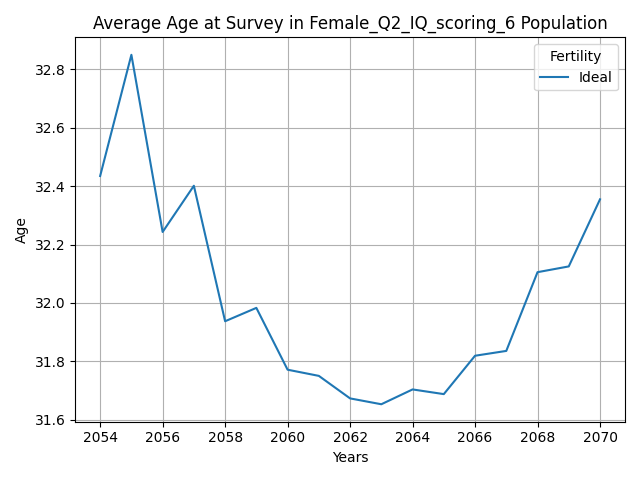 Average Age at Survey in Female_Q2_IQ_scoring_6 Population
Fertility
Ideal
32.8
32.6
32.4
32.2
32.0
31.8
31.6
Age
2054 2056 2058 2060 2062 2064 2066 2068 2070
Years